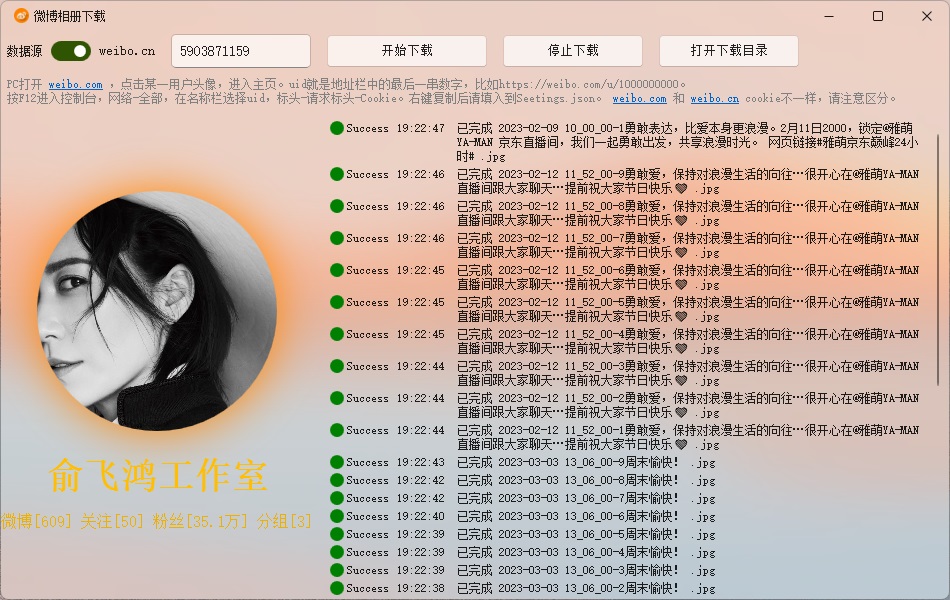 微博相册下载
数据源 weibo.cn 5903871159 开始下载 停止下载 打开下载目录
PC打开 weibo.com ，点击某一用户头像，进入主页。uid就是地址栏中的最后一串数字，比如https://weibo.com/u/1000000000。
按F12进入控制台，网络-全部，在名称栏选择uid，标头-请求标头-Cookie。右键复制后请填入到Seetings.json。 weibo.com 和 weibo.cn cookie不一样，请注意区分。
Success 19:22:47 已完成 2023-02-09 10_00_00-1勇敢表达，比爱本身更浪漫。2月11日2000，锁定@雅萌
YA-MAN 京东直播间，我们一起勇敢出发，共享浪漫时光。 网页链接#雅萌京东巅峰24小
时# .jpg
Success 19:22:46 已完成 2023-02-12 11_52_00-9勇敢爱，保持对浪漫生活的向往…很开心在@雅萌YA-MAN
直播间跟大家聊天…提前祝大家节日快乐🖤 .jpg
Success 19:22:46 已完成 2023-02-12 11_52_00-8勇敢爱，保持对浪漫生活的向往…很开心在@雅萌YA-MAN
直播间跟大家聊天…提前祝大家节日快乐🖤 .jpg
Success 19:22:46 已完成 2023-02-12 11_52_00-7勇敢爱，保持对浪漫生活的向往…很开心在@雅萌YA-MAN
直播间跟大家聊天…提前祝大家节日快乐🖤 .jpg
Success 19:22:45 已完成 2023-02-12 11_52_00-6勇敢爱，保持对浪漫生活的向往…很开心在@雅萌YA-MAN
直播间跟大家聊天…提前祝大家节日快乐🖤 .jpg
Success 19:22:45 已完成 2023-02-12 11_52_00-5勇敢爱，保持对浪漫生活的向往…很开心在@雅萌YA-MAN
直播间跟大家聊天…提前祝大家节日快乐🖤 .jpg
Success 19:22:45 已完成 2023-02-12 11_52_00-4勇敢爱，保持对浪漫生活的向往…很开心在@雅萌YA-MAN
直播间跟大家聊天…提前祝大家节日快乐🖤 .jpg
Success 19:22:44 已完成 2023-02-12 11_52_00-3勇敢爱，保持对浪漫生活的向往…很开心在@雅萌YA-MAN
直播间跟大家聊天…提前祝大家节日快乐🖤 .jpg
Success 19:22:44 已完成 2023-02-12 11_52_00-2勇敢爱，保持对浪漫生活的向往…很开心在@雅萌YA-MAN
直播间跟大家聊天…提前祝大家节日快乐🖤 .jpg
Success 19:22:44 已完成 2023-02-12 11_52_00-1勇敢爱，保持对浪漫生活的向往…很开心在@雅萌YA-MAN
直播间跟大家聊天…提前祝大家节日快乐🖤 .jpg
Success 19:22:43 已完成 2023-03-03 13_06_00-9周末愉快！ .jpg
Success 19:22:42 已完成 2023-03-03 13_06_00-8周末愉快！ .jpg
Success 19:22:42 已完成 2023-03-03 13_06_00-7周末愉快！ .jpg
Success 19:22:40 已完成 2023-03-03 13_06_00-6周末愉快！ .jpg
Success 19:22:39 已完成 2023-03-03 13_06_00-5周末愉快！ .jpg
Success 19:22:39 已完成 2023-03-03 13_06_00-4周末愉快！ .jpg
Success 19:22:39 已完成 2023-03-03 13_06_00-3周末愉快！ .jpg
Success 19:22:38 已完成 2023-03-03 13_06_00-2周末愉快！ .jpg
俞飞鸿工作室
微博[609] 关注[50] 粉丝[35.1万] 分组[3]